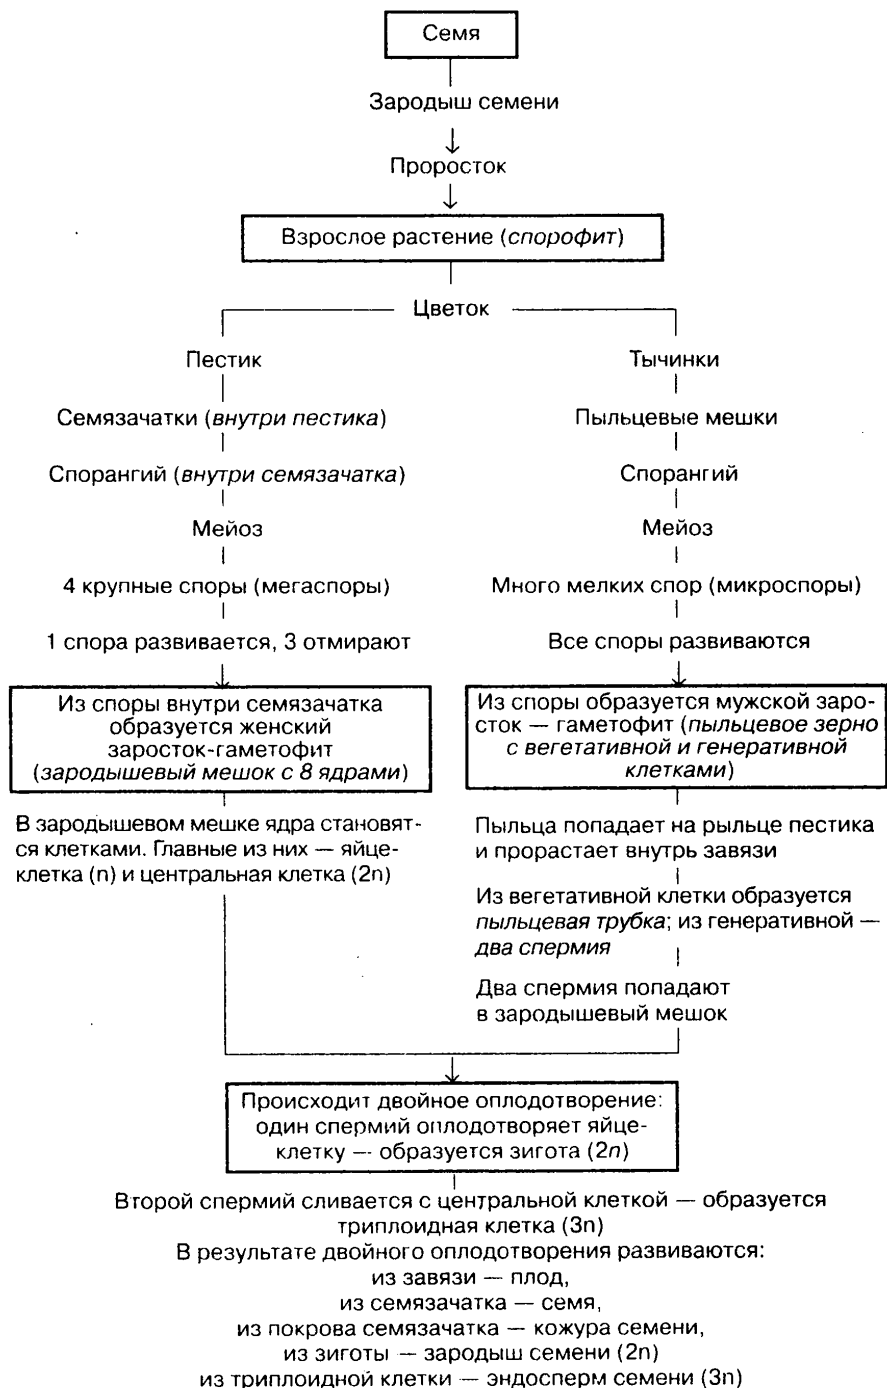 Семя
Зародыш семени
Проросток
Взрослое растение (спорофит)
Цветок
Пестик
Семязачатки (внутри пестика)
Спорангий (внутри семязачатка)
Мейоз
4 крупные споры (мегаспоры)
1 спора развивается, 3 отмирают
Из споры внутри семязачатка
образуется женский
заросток-гаметофит
(зародышевый мешок с 8 ядрами)
В зародышевом мешке ядра становят-
ся клетками. Главные из них — яйце-
клетка (n) и центральная клетка (2n)
Тычинки
Пыльцевые мешки
Спорангий
Мейоз
Много мелких спор (микроспоры)
Все споры развиваются
Из споры образуется мужской заро-
сток — гаметофит (пыльцевое зерно
с вегетативной и генеративной
клетками)
Пыльца попадает на рыльце пестика
и прорастает внутрь завязи
Из вегетативной клетки образуется
пыльцевая трубка; из генеративной —
два спермия
Два спермия попадают
в зародышевый мешок
Происходит двойное оплодотворение:
один спермий оплодотворяет яйце-
клетку — образуется зигота (2n)
Второй спермий сливается с центральной клеткой — образуется
триплоидная клетка (3n)
В результате двойного оплодотворения развиваются:
из завязи — плод,
из семязачатка — семя,
из покрова семязачатка — кожура семени,
из зиготы — зародыш семени (2n)
из триплоидной клетки — эндосперм семени (3n)